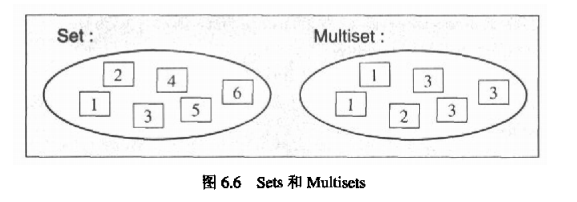 Set :
Multiset :
2 4 6
1 3 5
1 3 3
1 2 3
图 6.6 Sets 和 Multisets